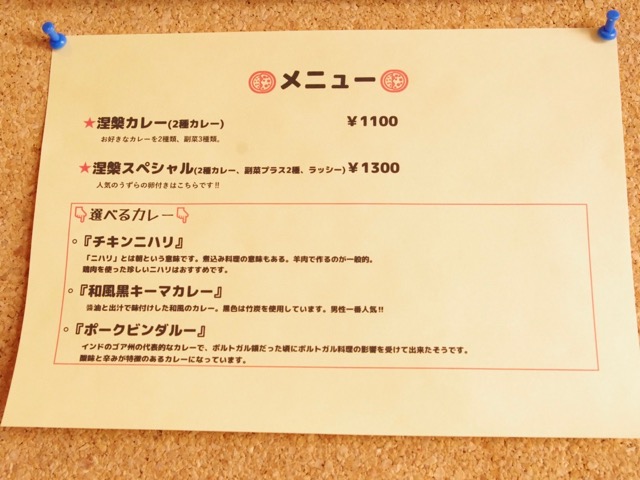 メニュー
★涅槃カレー(2種カレー) ￥1100
お好きなカレーを2種類、副菜3種類。
★涅槃スペシャル(2種カレー、副菜プラス2種、ラッシー) ￥1300
人気のうずらの卵付きはこちらです!!
選べるカレー
。『チキンニハリ』
「ニハリ」とは朝という意味です。煮込み料理の意味もある。羊肉で作るのが一般的。
鶏肉を使った珍しいニハリはおすすめです。
。『和風黒キーマカレー』
醤油と出汁で味付けした和風のカレー。黒色は竹炭を使用しています。男性一番人気!!
。『ポークビンダルー』
インドのゴア州の代表的なカレーで、ポルトガル領だった頃にポルトガル料理の影響を受けて出来たそうです。
酸味と辛みが特徴のあるカレーになっています。